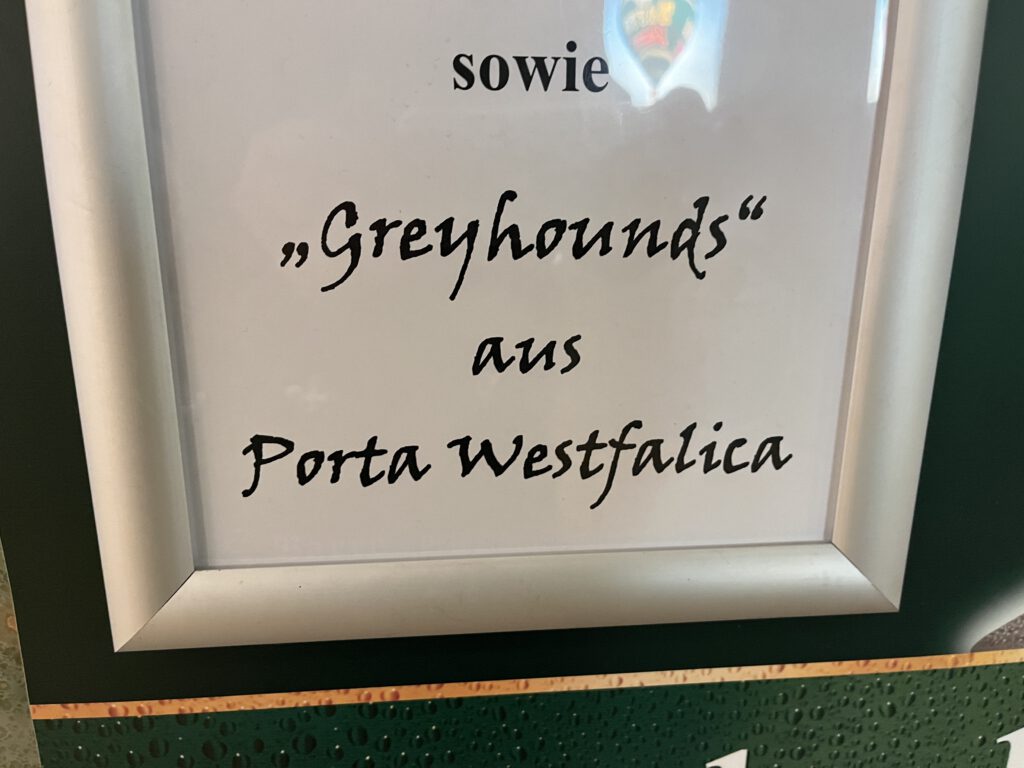 sowie
„Greyhounds“
aus
Porta Westfalica